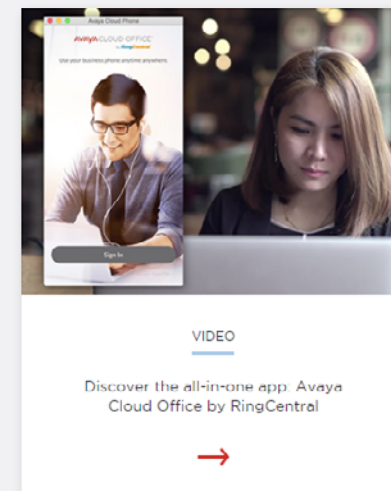 Avaya Cloud Phone
AVAYA CLOUD OFFICE™
by RingCentral
Use your business phone anytime anywhere.
Sign In
VIDEO
Discover the all-in-one app: Avaya
Cloud Office by RingCentral